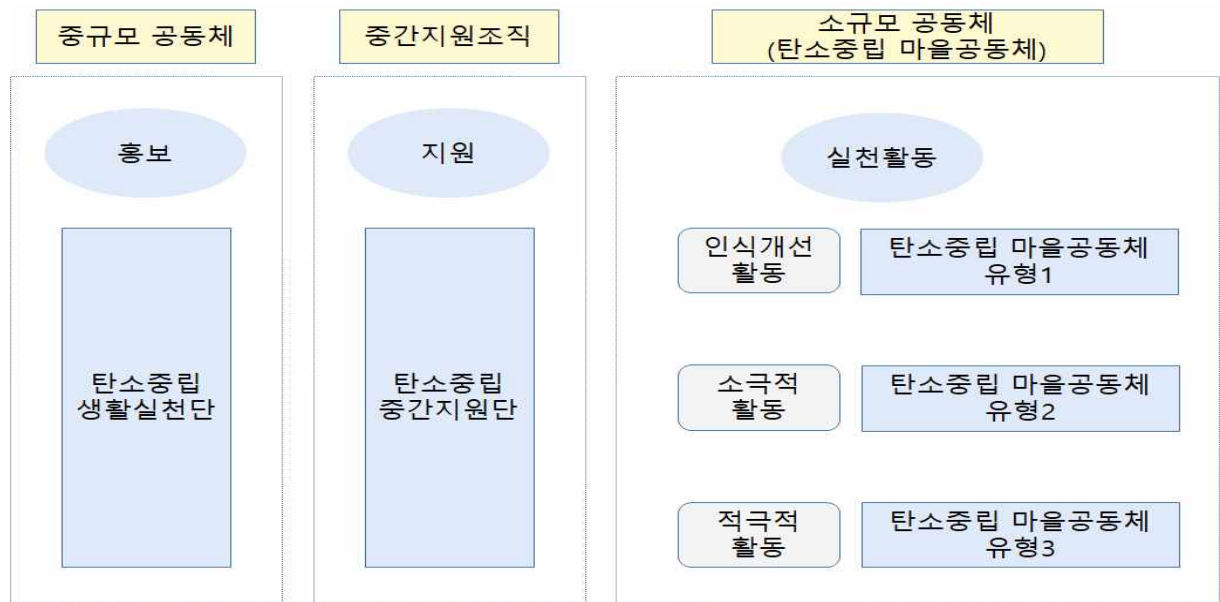 중규모 공동체
중간지원조직
소규모 공동체
(탄소중립 마을공동체)
홍보
지원
실천활동
탄소중립
생활실천단
탄소중립
중간지원단
인식개선
활동
탄소중립 마을공동체
유형1
소극적
활동
탄소중립 마을공동체
유형2
적극적
활동
탄소중립 마을공동체
유형3